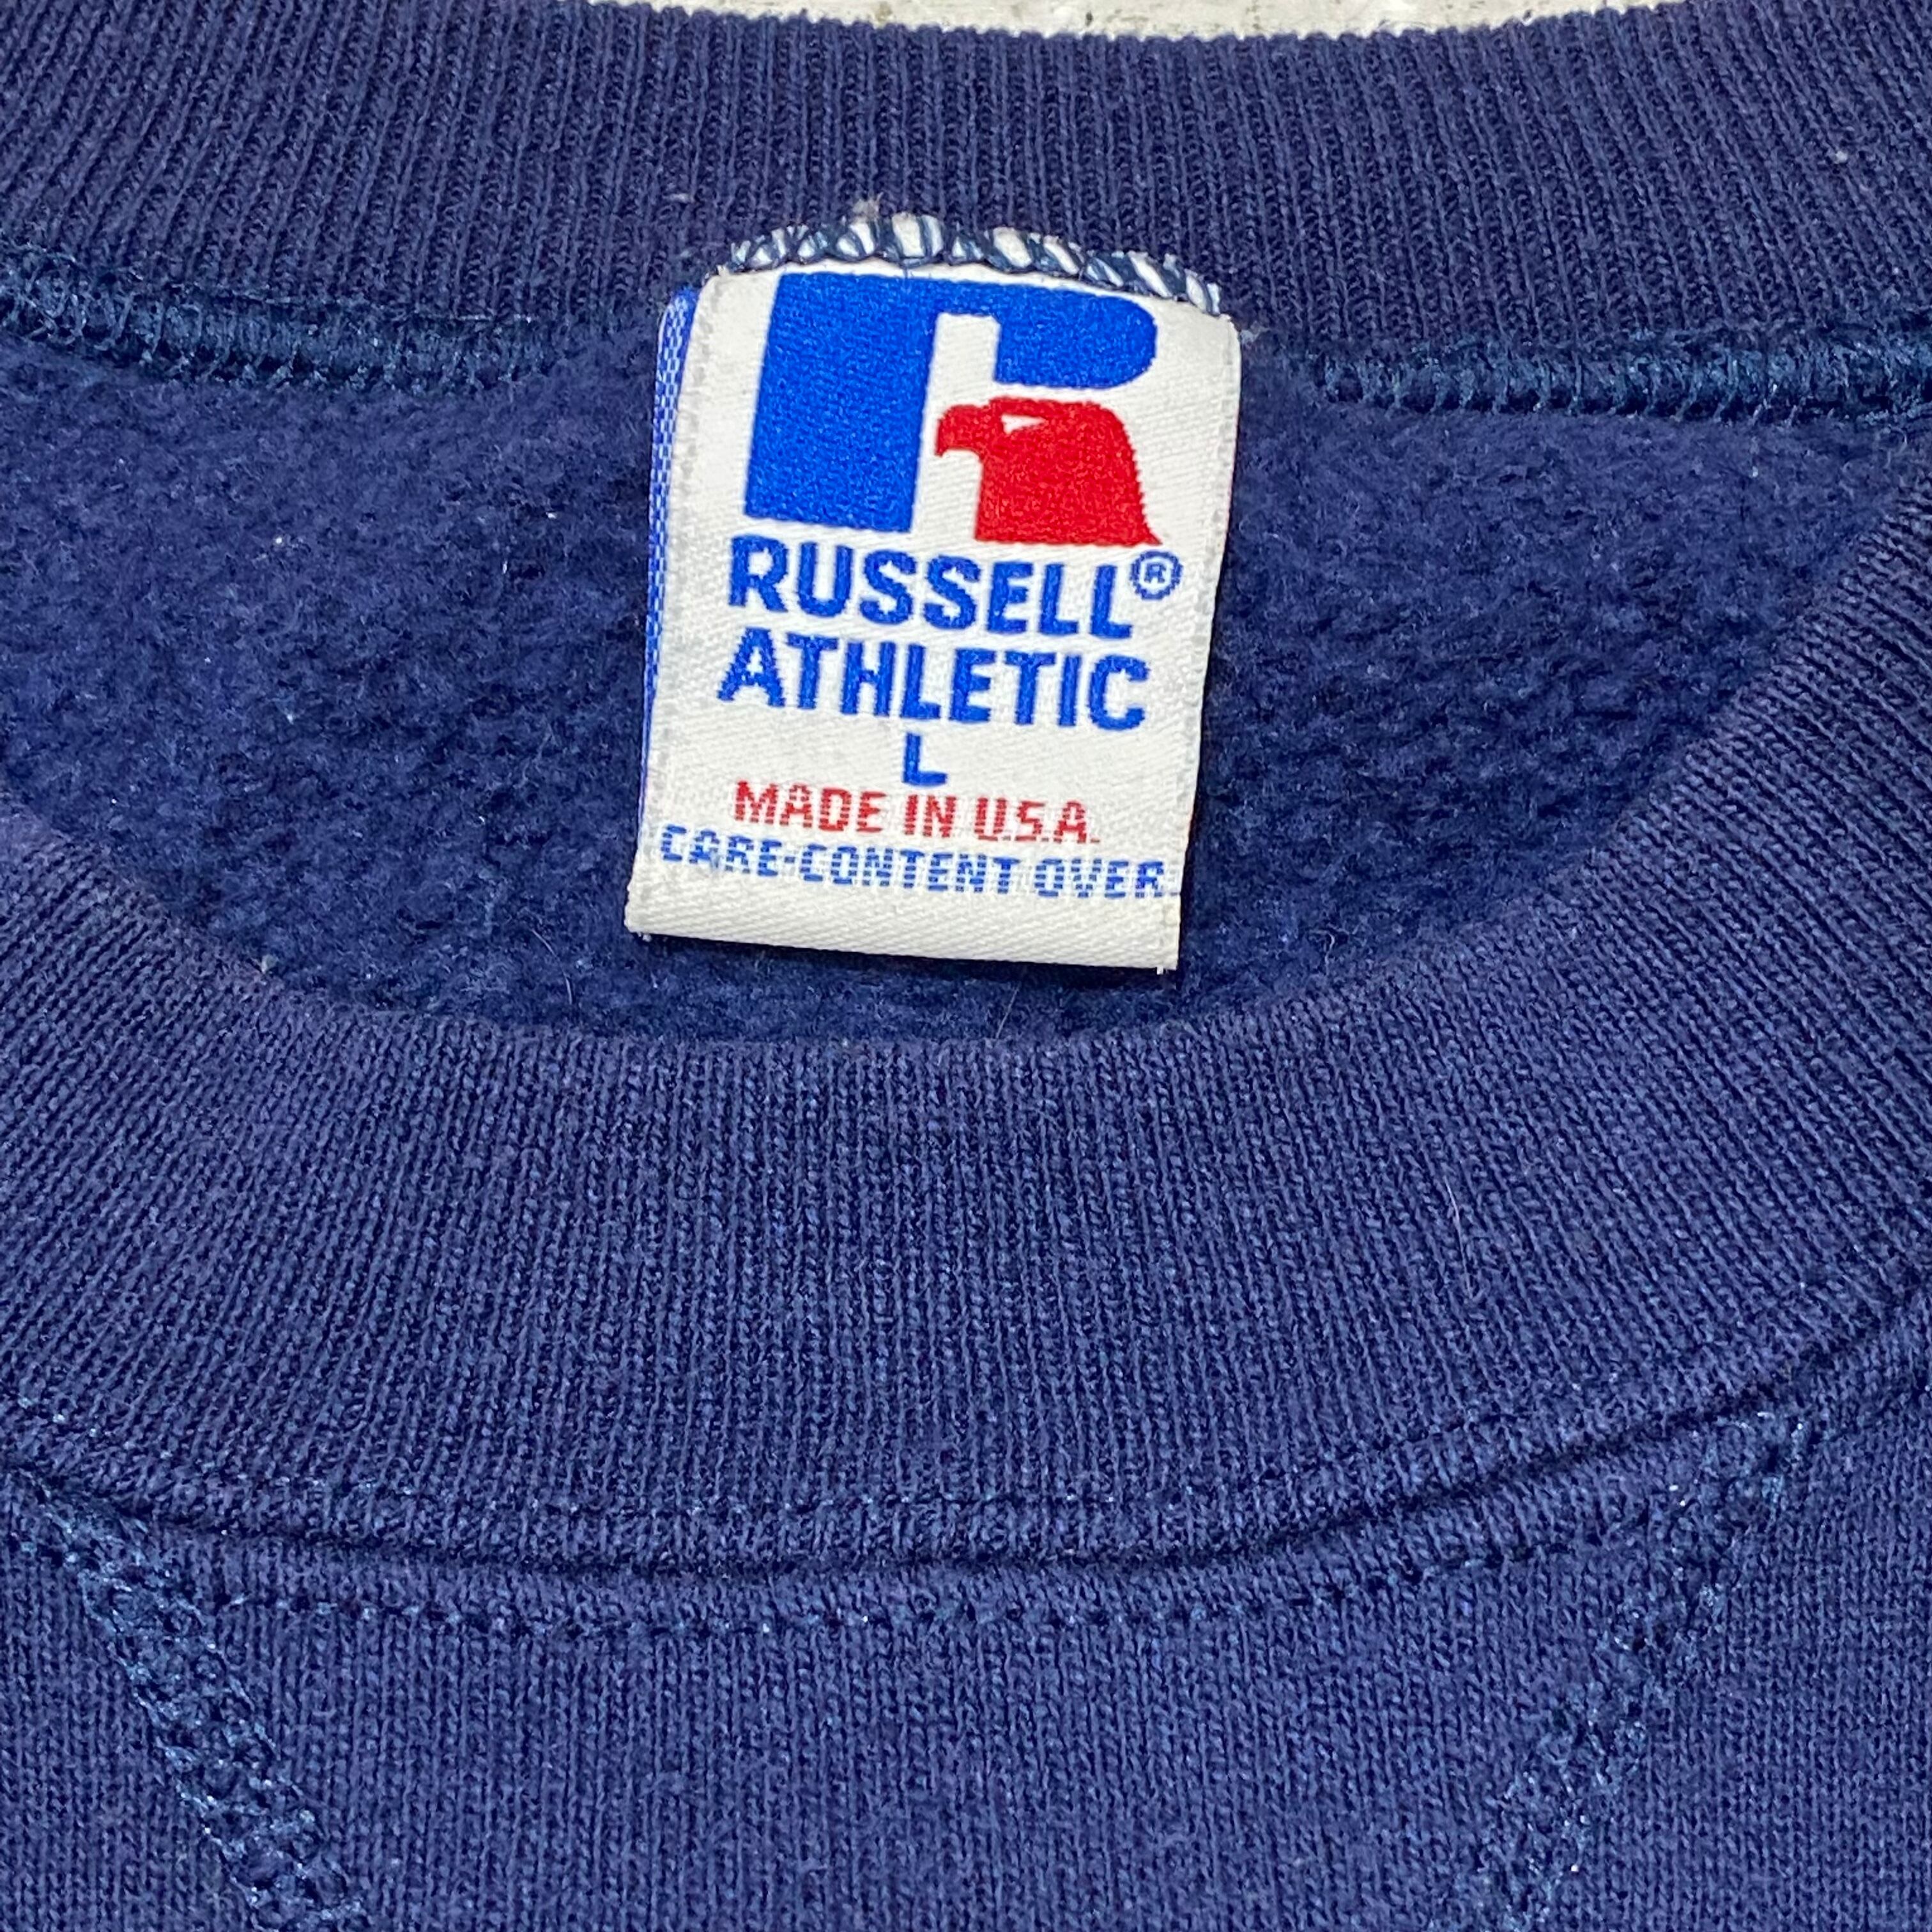 RUSSELL®
ATHLETIC
L
MADE IN U.S.A.
CARE-CONTENT OVER